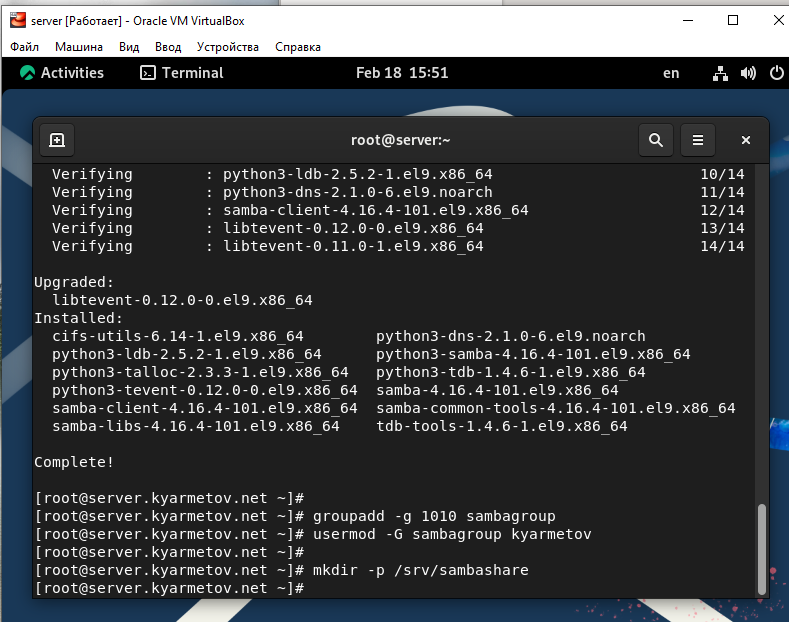 server [Работает] - Oracle VM VirtualBox
Файл Машина Вид Ввод Устройства Справка
Activities Terminal Feb 18 15:51 en
root@server:~
Verifying : python3-ldb-2.5.2-1.el9.x86_64 10/14
Verifying : python3-dns-2.1.0-6.el9.noarch 11/14
Verifying : samba-client-4.16.4-101.el9.x86_64 12/14
Verifying : libtevent-0.12.0-0.el9.x86_64 13/14
Verifying : libtevent-0.11.0-1.el9.x86_64 14/14
Upgraded:
libtevent-0.12.0-0.el9.x86_64
Installed:
cifs-utils-6.14-1.el9.x86_64 python3-dns-2.1.0-6.el9.noarch
python3-ldb-2.5.2-1.el9.x86_64 python3-samba-4.16.4-101.el9.x86_64
python3-talloc-2.3.3-1.el9.x86_64 python3-tdb-1.4.6-1.el9.x86_64
python3-tevent-0.12.0-0.el9.x86_64 samba-4.16.4-101.el9.x86_64
samba-client-4.16.4-101.el9.x86_64 samba-common-tools-4.16.4-101.el9.x86_64
samba-libs-4.16.4-101.el9.x86_64 tdb-tools-1.4.6-1.el9.x86_64
Complete!
[root@server.kyarmetov.net ~]#
[root@server.kyarmetov.net ~]# groupadd -g 1010 sambagroup
[root@server.kyarmetov.net ~]# usermod -G sambagroup kyarmetov
[root@server.kyarmetov.net ~]#
[root@server.kyarmetov.net ~]# mkdir -p /srv/sambashare
[root@server.kyarmetov.net ~]#